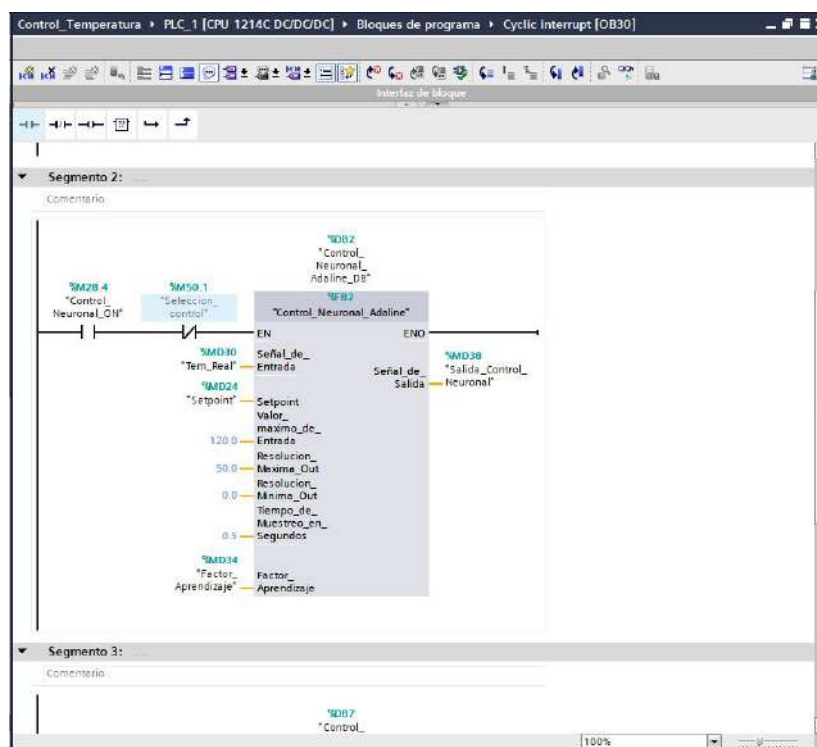 Control_Temperatura ▸ PLC_1 [CPU 1214C DC/DC/DC] ▸ Bloques de programa ▸ Cyclic interrupt [OB30]
Interfaz de bloque
Segmento 2:
Comentario
%DB2
"Control_
Neuronal_
Adaline_DB"
%M28.4
"Control_
Neuronal_ON"
%M50.1
"Seleccion_
control"
%FB2
"Control_Neuronal_Adaline"
EN
ENO
%MD30
"Tem_Real"
Señal_de_
Entrada
%MD38
"Salida_Control_
Neuronal"
Señal_de_
Salida
%MD24
"Setpoint"
Setpoint
Valor_
maximo_de_
Entrada
120.0
Resolucion_
Maxima_Out
50.0
Resolucion_
Minima_Out
0.0
Tiempo_de_
Muestreo_en_
Segundos
0.5
%MD34
"Factor_
Aprendizaje"
Factor_
Aprendizaje
Segmento 3:
Comentario
%DB7
"Control_
100%